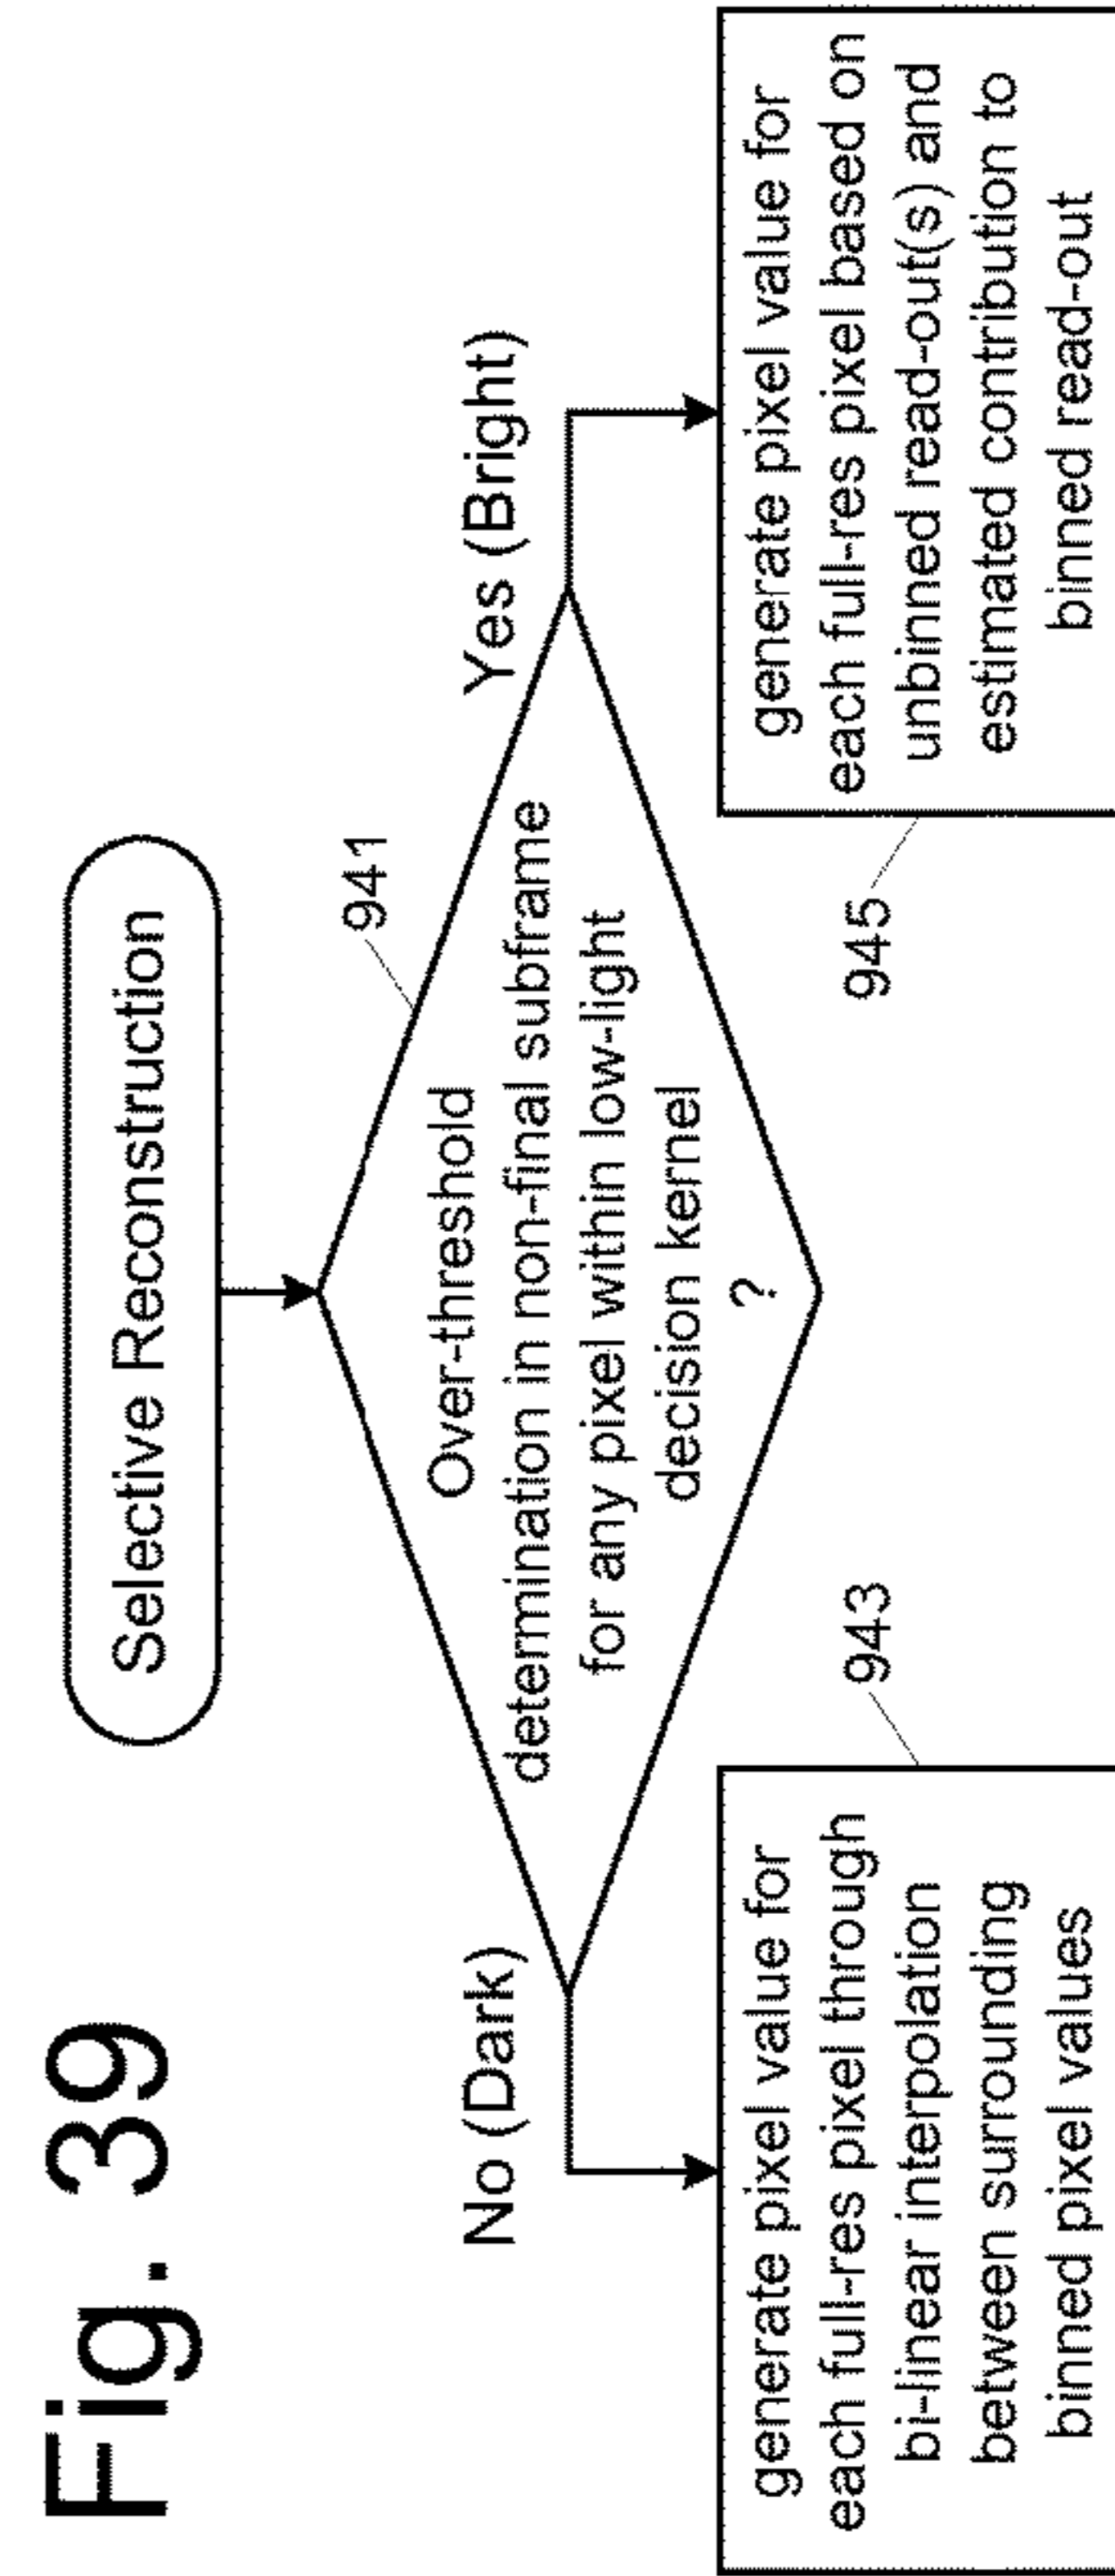 Fig. 39
Selective Reconstruction
941
Over-threshold
determination in non-final subframe
for any pixel within low-light
decision kernel
?
No (Dark)
Yes (Bright)
943
generate pixel value for
each full-res pixel through
bi-linear interpolation
between surrounding
binned pixel values
945
generate pixel value for
each full-res pixel based on
unbinned read-out(s) and
estimated contribution to
binned read-out